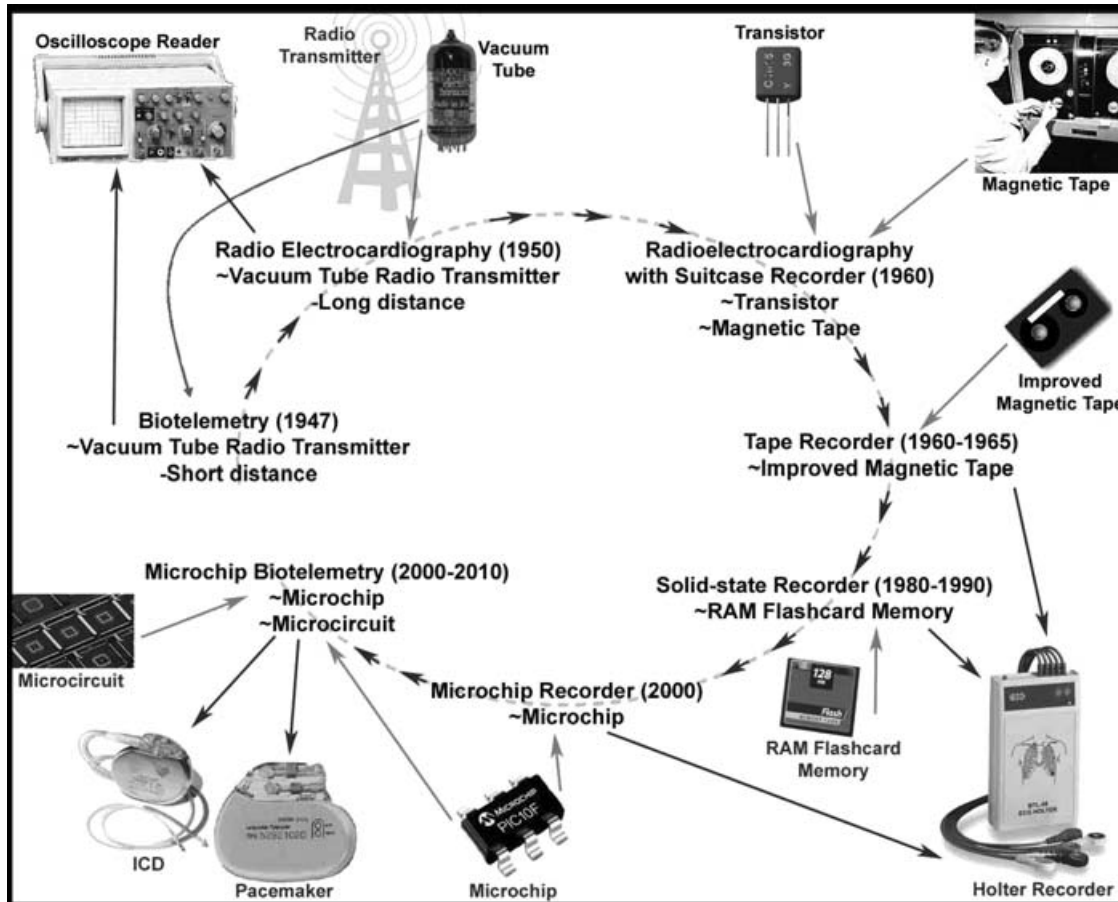 Oscilloscope Reader
Radio
Transmitter
Vacuum
Tube
Transistor
Magnetic Tape
Radio Electrocardiography (1950)
~Vacuum Tube Radio Transmitter
-Long distance
Radioelectrocardiography
with Suitcase Recorder (1960)
~Transistor
~Magnetic Tape
Improved
Magnetic Tape
Biotelemetry (1947)
~Vacuum Tube Radio Transmitter
-Short distance
Tape Recorder (1960-1965)
~Improved Magnetic Tape
Microchip Biotelemetry (2000-2010)
~Microchip
~Microcircuit
Solid-state Recorder (1980-1990)
~RAM Flashcard Memory
Microcircuit
Microchip Recorder (2000)
~Microchip
128
Flash
RAM Flashcard
Memory
MICROCHIP
PIC10F
ECG HOLTER
ICD
Pacemaker
Microchip
Holter Recorder